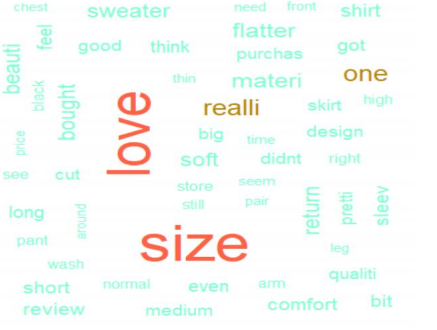 chest
sweater
need
front
shirt
beauti
feel
good
think
flatter
purchas
got
thin
materi
one
black
bought
love
realli
skirt
high
price
big
time
design
see
cut
soft
didnt
right
store
seem
still
pair
long
around
return
pretti
sleev
pant
size
leg
wash
short
normal
even
arm
qualiti
review
medium
comfort
bit